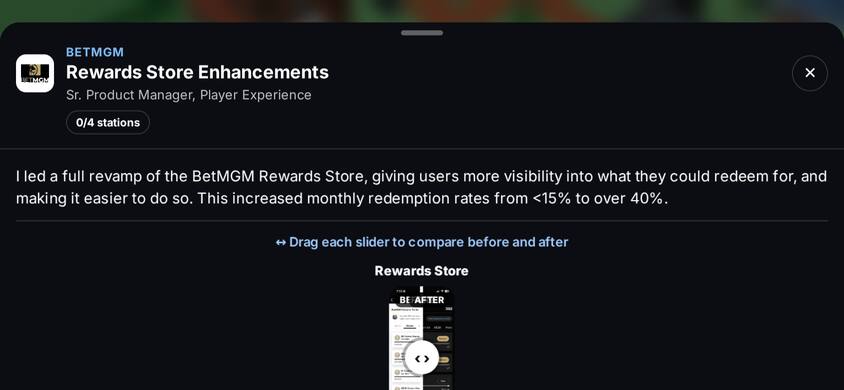 BETMGM
Rewards Store Enhancements
Sr. Product Manager, Player Experience
0/4 stations
I led a full revamp of the BetMGM Rewards Store, giving users more visibility into what they could redeem for, and
making it easier to do so. This increased monthly redemption rates from <15% to over 40%.
↔ Drag each slider to compare before and after
Rewards Store
AFTER